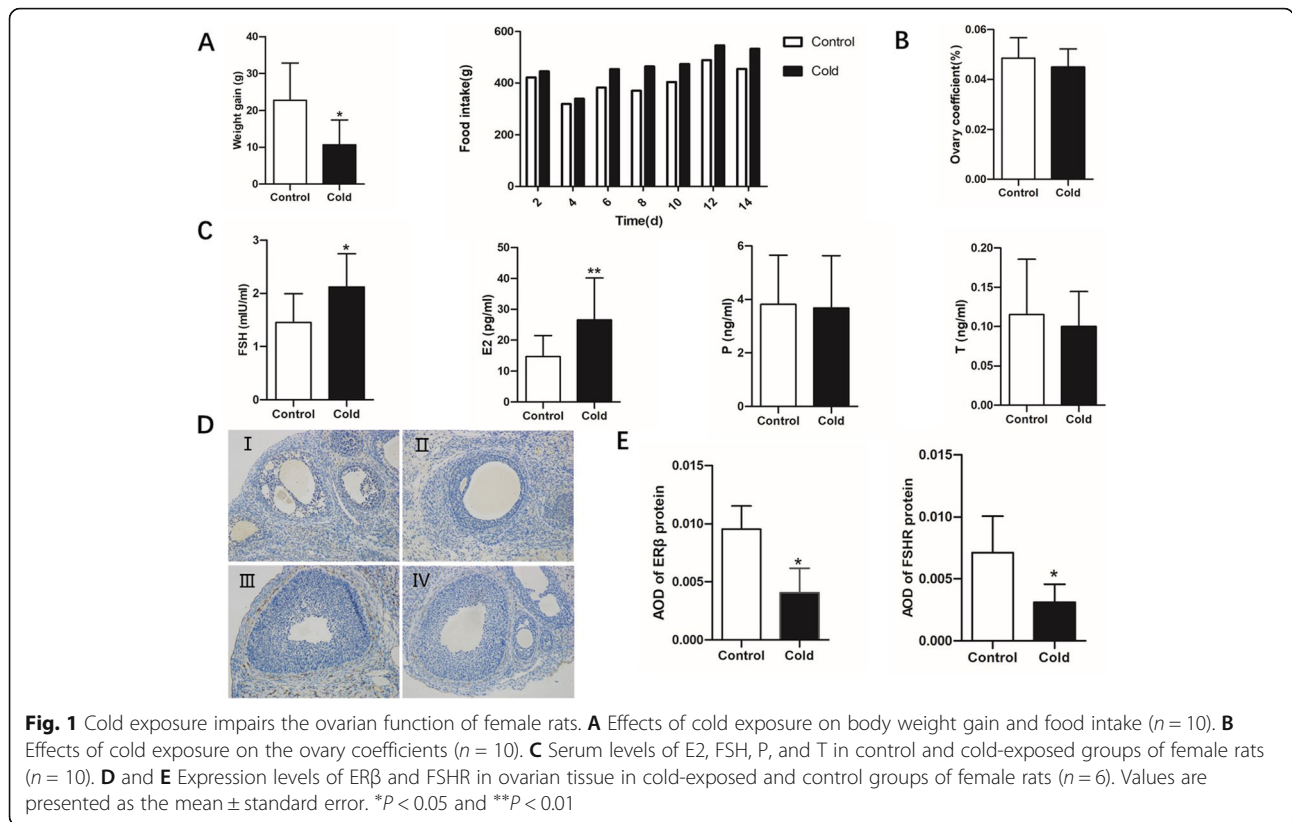 A
Weight gain (g)
40
30
20
10
0
*
Control
Cold
Food intake(g)
600
400
200
0
2
4
6
8
10
12
14
Time(d)
Control
Cold
B
Ovary coefficient(%)
0.06
0.04
0.02
0.00
Control
Cold
C
FSH (mIU/ml)
3
2
1
0
*
Control
Cold
E2 (pg/ml)
50
40
30
20
10
0
**
Control
Cold
P (ng/ml)
6
4
2
0
Control
Cold
T (ng/ml)
0.20
0.15
0.10
0.05
0.00
Control
Cold
D
I
II
III
IV
E
AOD of ERβ protein
0.015
0.010
0.005
0.000
*
Control
Cold
AOD of FSHR protein
0.015
0.010
0.005
0.000
*
Control
Cold
Fig. 1 Cold exposure impairs the ovarian function of female rats. A Effects of cold exposure on body weight gain and food intake (n = 10). B
Effects of cold exposure on the ovary coefficients (n = 10). C Serum levels of E2, FSH, P, and T in control and cold-exposed groups of female rats
(n = 10). D and E Expression levels of ERβ and FSHR in ovarian tissue in cold-exposed and control groups of female rats (n = 6). Values are
presented as the mean ± standard error. *P < 0.05 and **P < 0.01